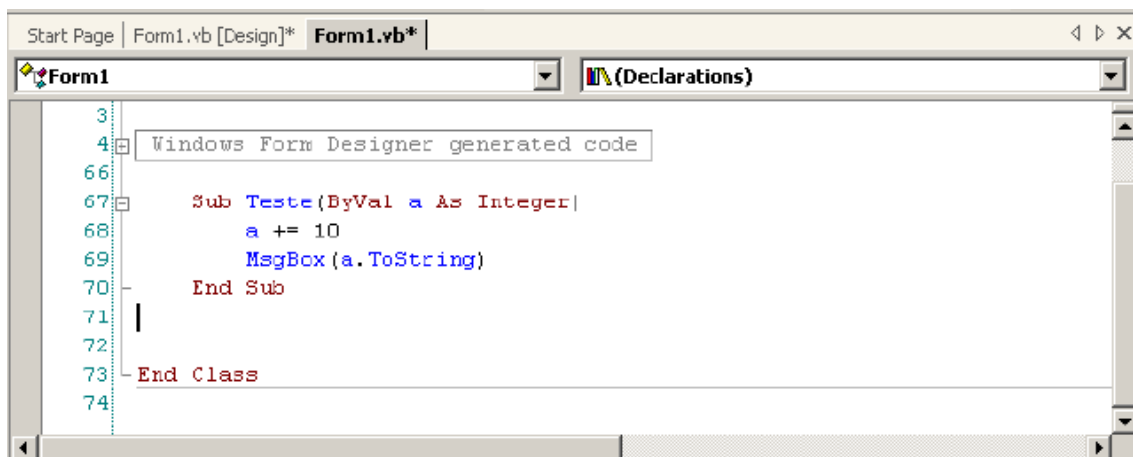 Start Page Form1.vb [Design]* Form1.vb*
Form1 (Declarations)
3
4 Windows Form Designer generated code
66
67 Sub Teste(ByVal a As Integer|
68 a += 10
69 MsgBox(a.ToString)
70 End Sub
71
72
73 End Class
74